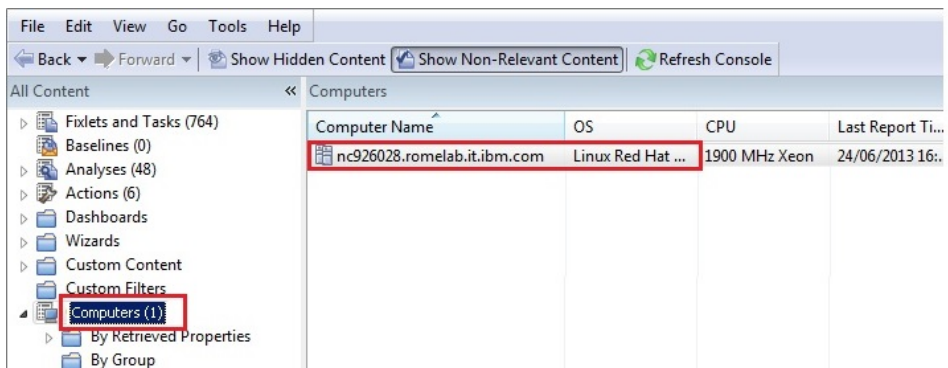 File Edit View Go Tools Help
Back Forward Show Hidden Content Show Non-Relevant Content Refresh Console
All Content « Computers
Fixlets and Tasks (764)
Baselines (0)
Analyses (48)
Actions (6)
Dashboards
Wizards
Custom Content
Custom Filters
Computers (1)
By Retrieved Properties
By Group
Computer Name OS CPU Last Report Ti...
nc926028.romelab.it.ibm.com Linux Red Hat ... 1900 MHz Xeon 24/06/2013 16:..